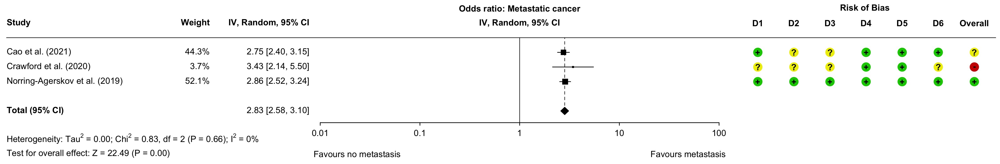 Odds ratio: Metastatic cancer Risk of Bias
Study Weight IV, Random, 95% CI IV, Random, 95% CI D1 D2 D3 D4 D5 D6 Overall
Cao et al. (2021) 44.3% 2.75 [2.40, 3.15] + ? ? + + + ?
Crawford et al. (2020) 3.7% 3.43 [2.14, 5.50] ? ? ? + + ? -
Norring-Agerskov et al. (2019) 52.1% 2.86 [2.52, 3.24] + + + + + + +
Total (95% CI) 2.83 [2.58, 3.10]
0.01 0.1 1 10 100
Heterogeneity: Tau² = 0.00; Chi² = 0.83, df = 2 (P = 0.66); I² = 0%
Test for overall effect: Z = 22.49 (P = 0.00)
Favours no metastasis Favours metastasis